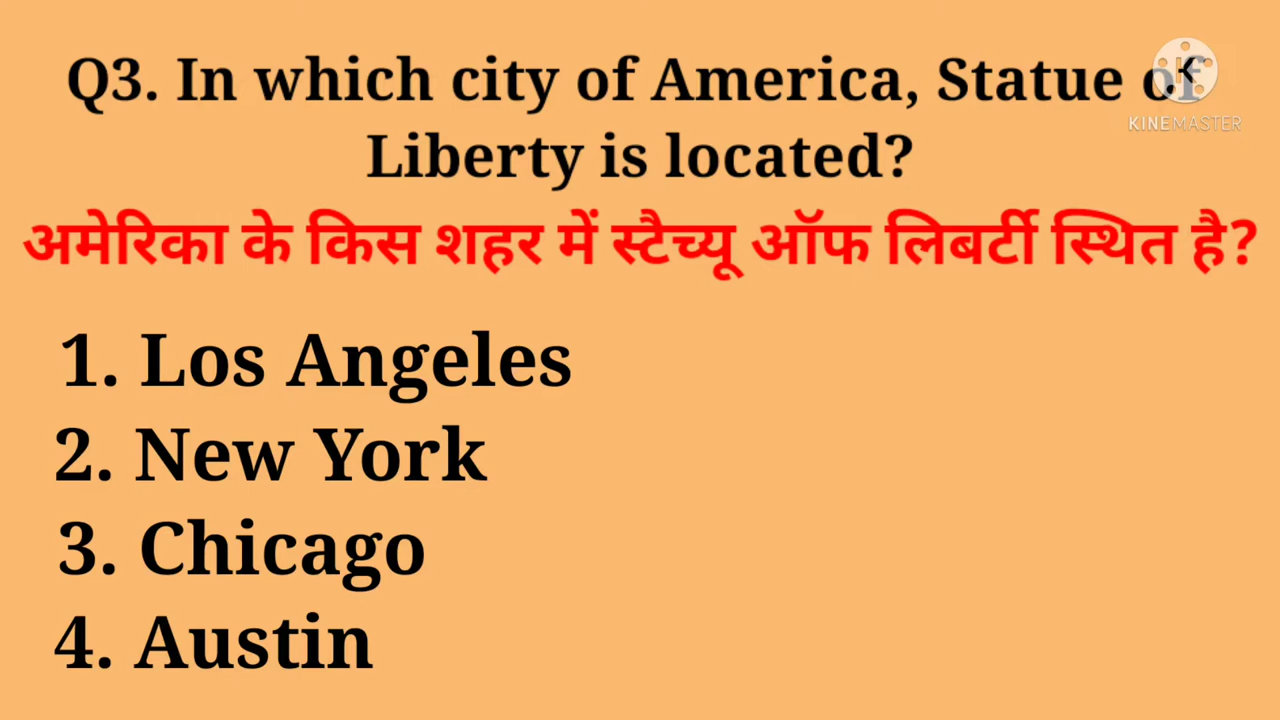 Q3. In which city of America, Statue of
Liberty is located?
अमेरिका के किस शहर में स्टैच्यू ऑफ लिबर्टी स्थित है?
1. Los Angeles
2. New York
3. Chicago
4. Austin
K
KINEMASTER